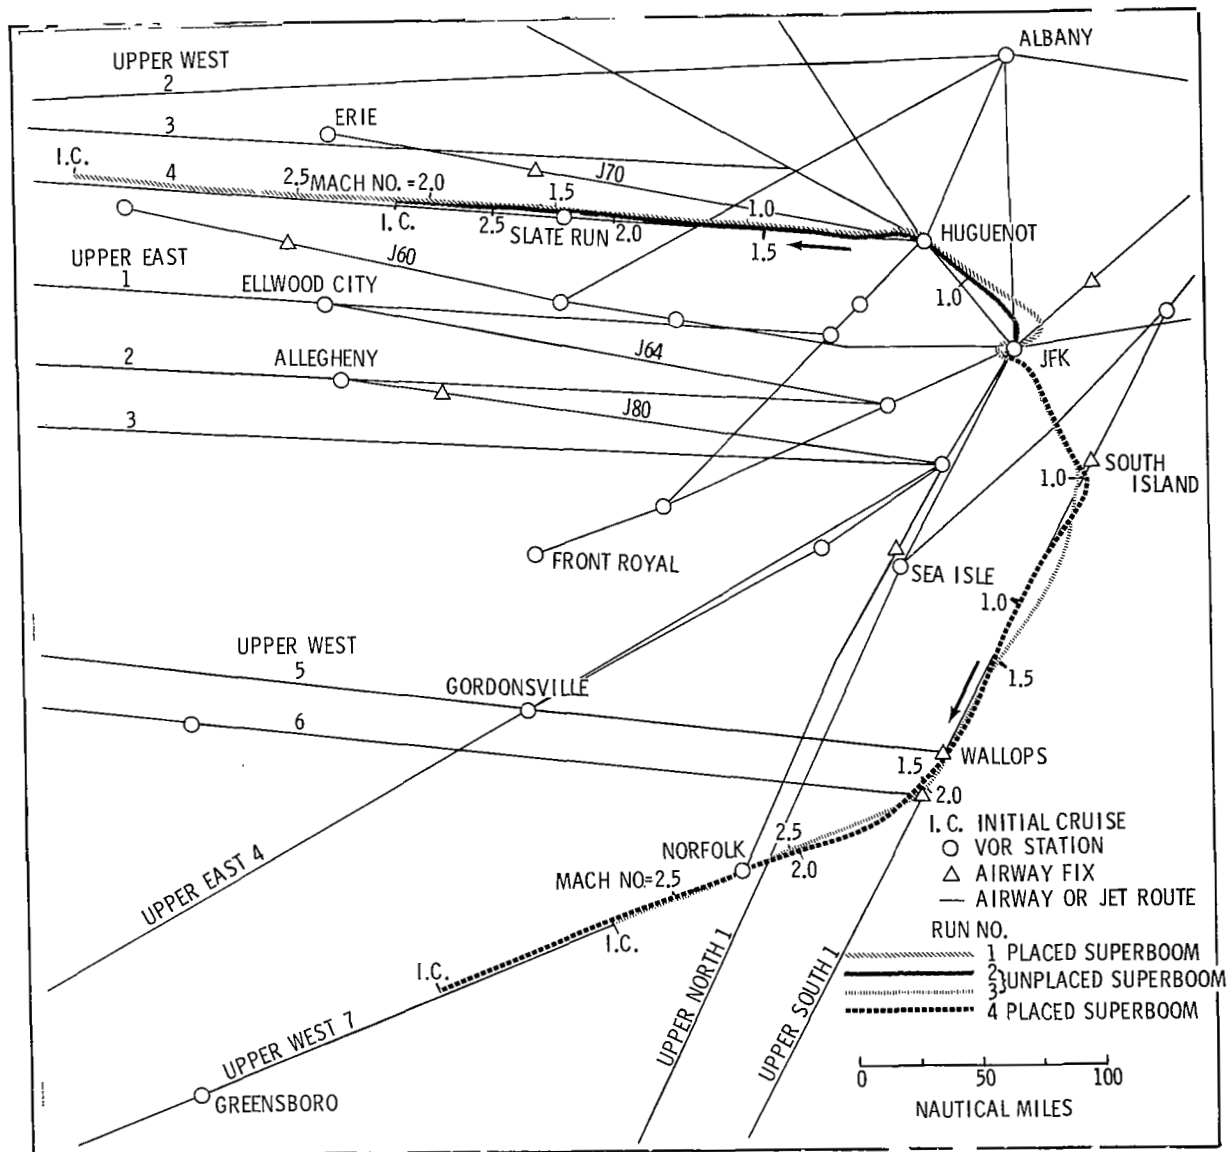 ALBANY
UPPER WEST
2
3
ERIE
I.C.
4
2.5
MACH NO. = 2.0
1.5
J70
1.0
I.C.
2.5
SLATE RUN
2.0
1.5
HUGUENOT
J60
UPPER EAST
1
ELLWOOD CITY
1.0
J64
JFK
2
ALLEGHENY
J80
3
1.0
SOUTH
ISLAND
FRONT ROYAL
SEA ISLE
1.0
UPPER WEST
5
1.5
GORDONSVILLE
6
WALLOPS
1.5
2.0
I.C. INITIAL CRUISE
VOR STATION
AIRWAY FIX
AIRWAY OR JET ROUTE
2.5
NORFOLK
2.0
MACH NO.=2.5
UPPER EAST 4
I.C.
I.C.
RUN NO.
1 PLACED SUPERBOOM
2
3
}UNPLACED SUPERBOOM
4 PLACED SUPERBOOM
UPPER NORTH 1
UPPER SOUTH 1
UPPER WEST 7
GREENSBORO
0 50 100
NAUTICAL MILES